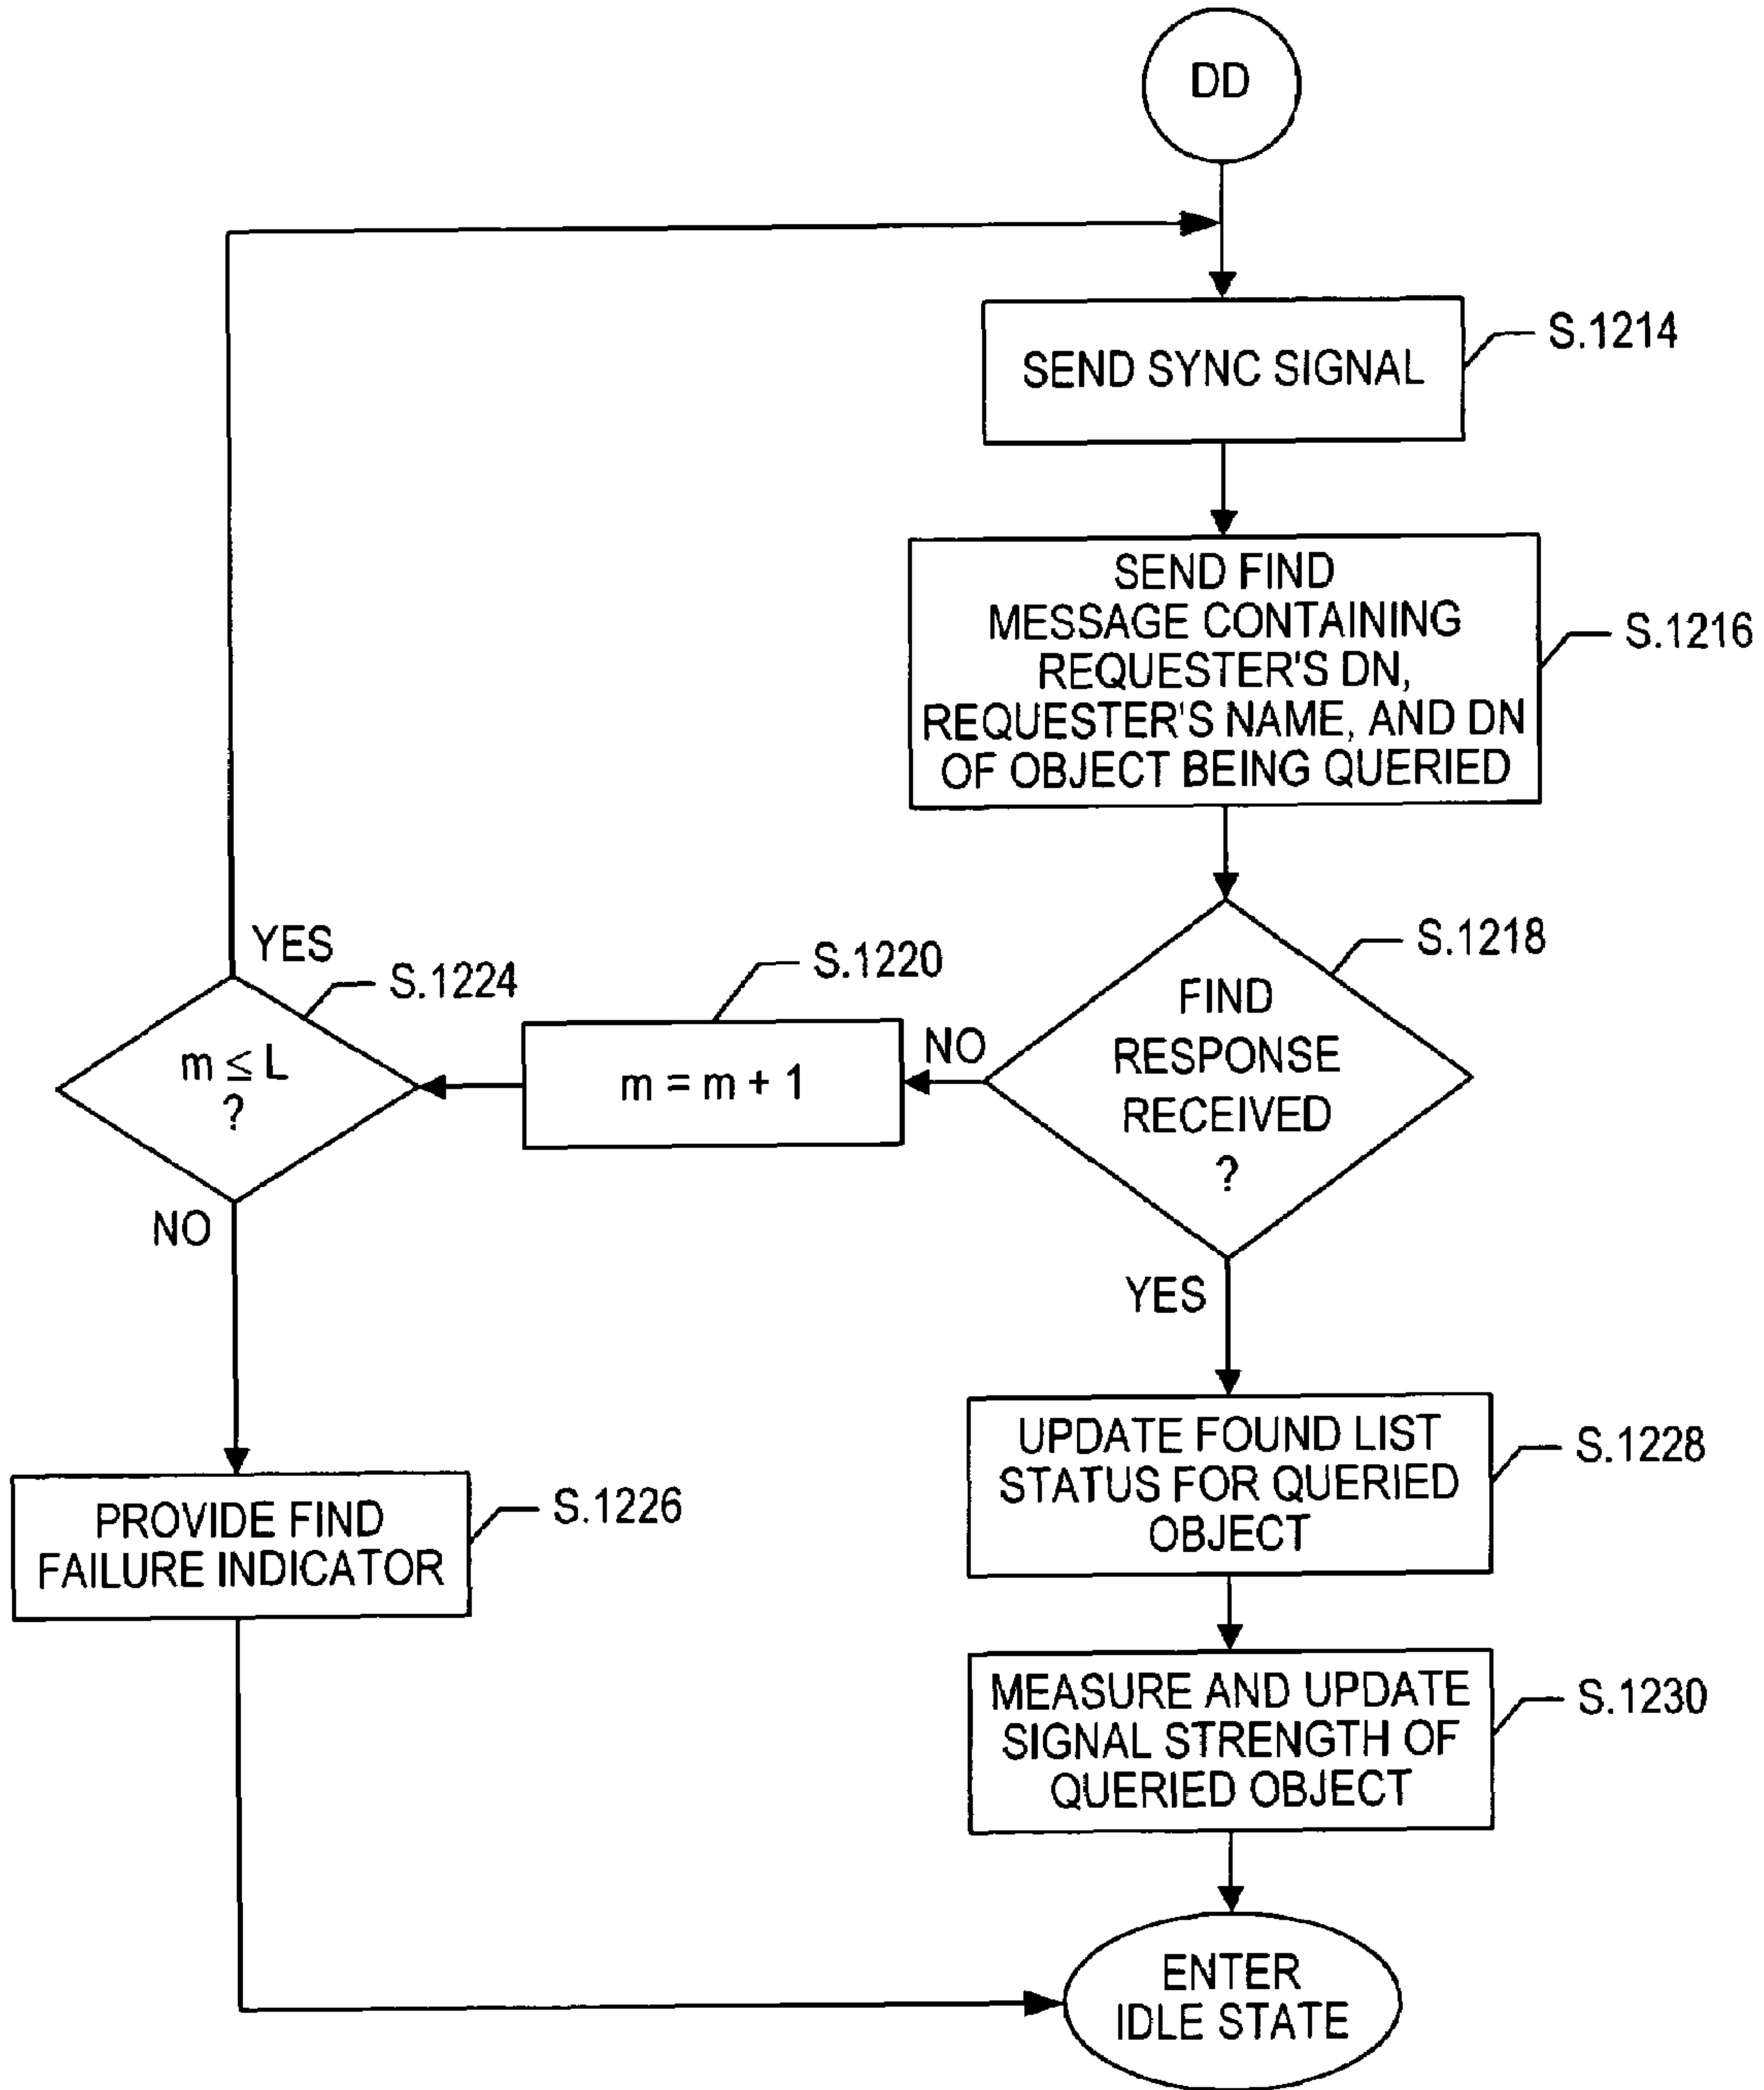 DD
SEND SYNC SIGNAL
S.1214
SEND FIND
MESSAGE CONTAINING
REQUESTER'S DN,
REQUESTER'S NAME, AND DN
OF OBJECT BEING QUERIED
S.1216
FIND
RESPONSE
RECEIVED
?
S.1218
NO
m = m + 1
S.1220
m ≤ L
?
S.1224
YES
NO
PROVIDE FIND
FAILURE INDICATOR
S.1226
YES
UPDATE FOUND LIST
STATUS FOR QUERIED
OBJECT
S.1228
MEASURE AND UPDATE
SIGNAL STRENGTH OF
QUERIED OBJECT
S.1230
ENTER
IDLE STATE